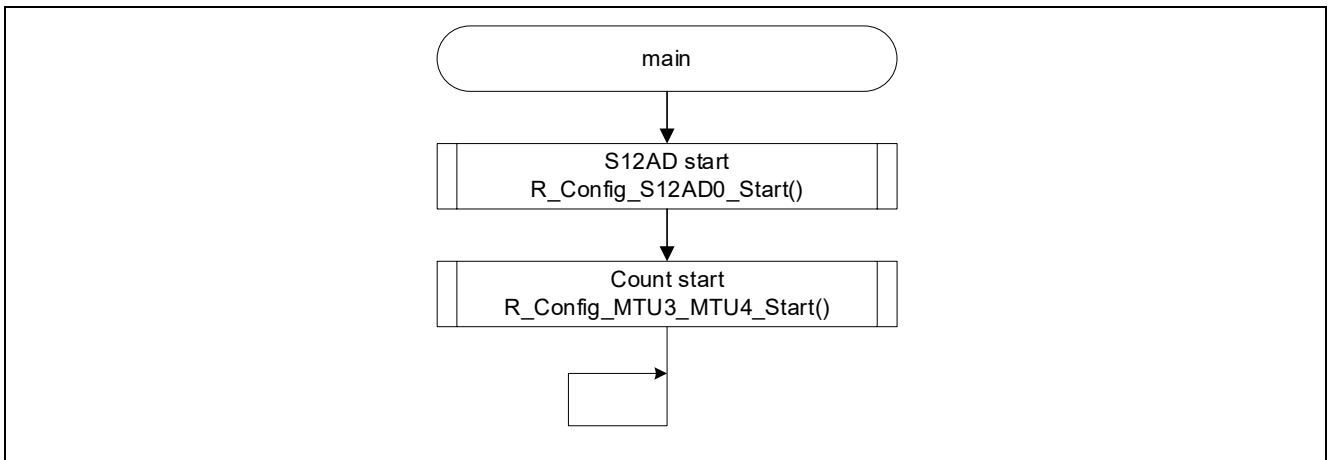 main
S12AD start
R_Config_S12AD0_Start()
Count start
R_Config_MTU3_MTU4_Start()